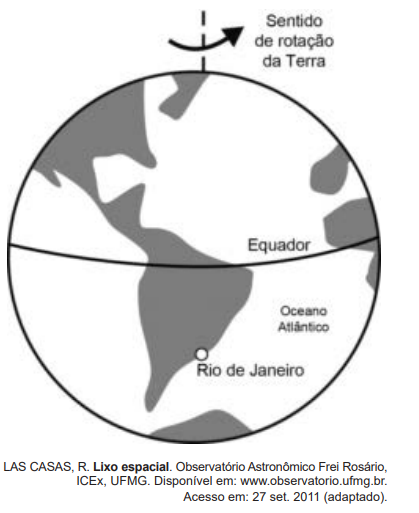 Sentido
de rotação
da Terra
Equador
Oceano
Atlântico
Rio de Janeiro
LAS CASAS, R. Lixo espacial. Observatório Astronômico Frei Rosário,
ICEx, UFMG. Disponível em: www.observatorio.ufmg.br.
Acesso em: 27 set. 2011 (adaptado).